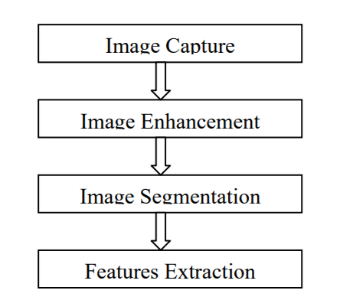 Image Capture
Image Enhancement
Image Segmentation
Features Extraction